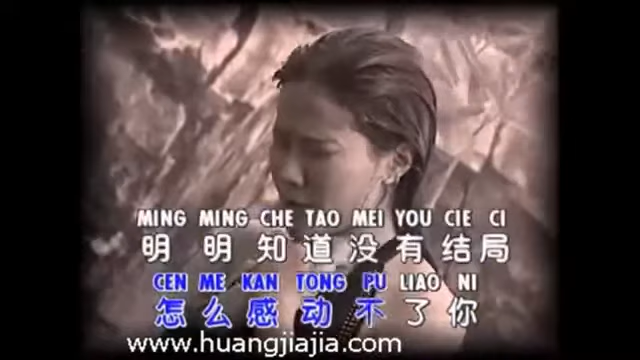 MING MING CHE TAO MEI YOU CIE CI
明明知道没有结局
CEN ME KAN TONG PU LIAO NI
怎么感动不了你
www.huangjiajia.com